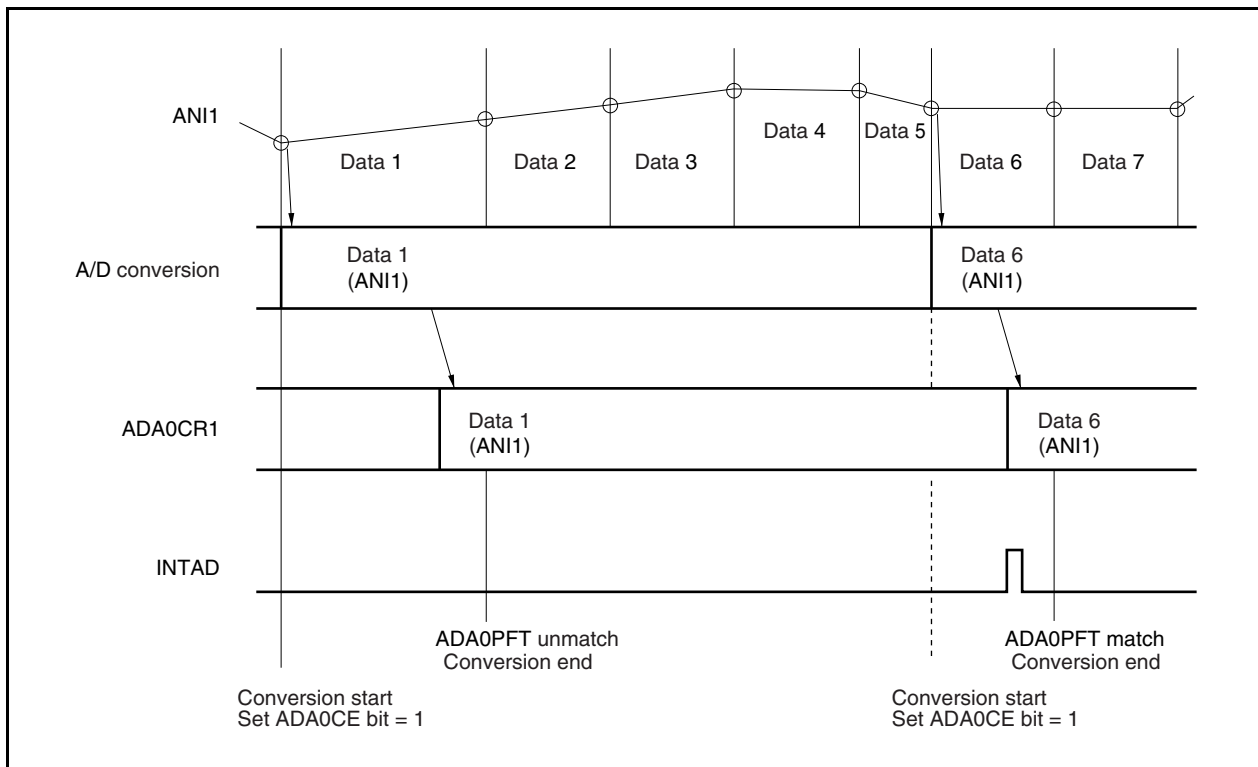 ANI1
Data 1
Data 2
Data 3
Data 4
Data 5
Data 6
Data 7
A/D conversion
Data 1
(ANI1)
Data 6
(ANI1)
ADA0CR1
Data 1
(ANI1)
Data 6
(ANI1)
INTAD
ADA0PFT unmatch
Conversion end
ADA0PFT match
Conversion end
Conversion start
Set ADA0CE bit = 1
Conversion start
Set ADA0CE bit = 1